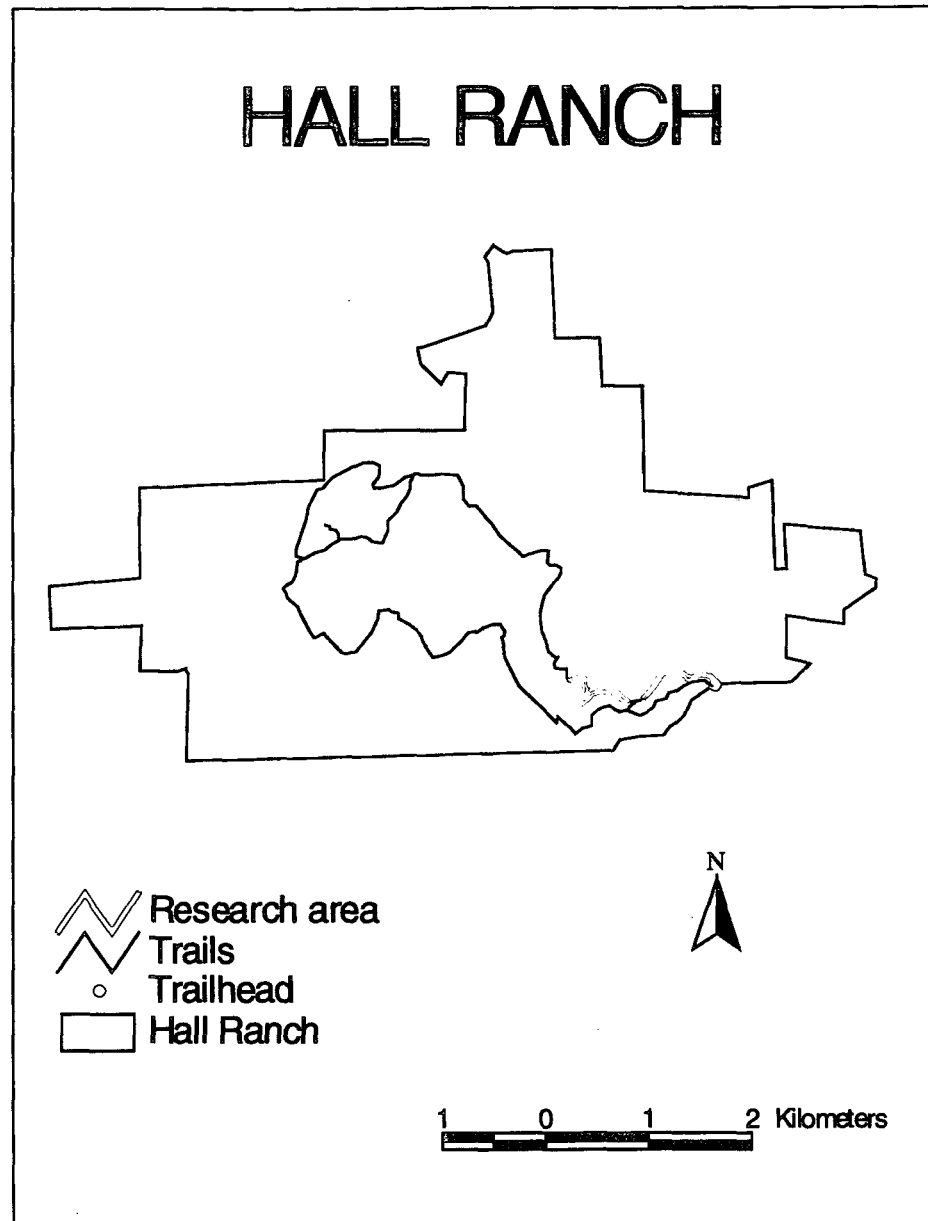 HALL RANCH
Research area
Trails
Trailhead
Hall Ranch
N
1 0 1 2 Kilometers